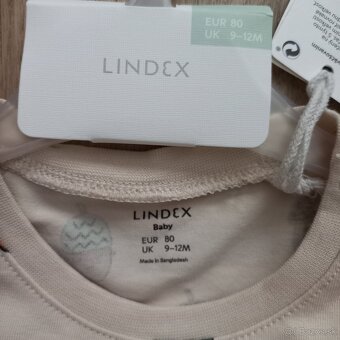 EUR 80
UK 9-12M
LINDEX
LINDEX
Baby
EUR 80
UK 9-12M
Made in Bangladesh